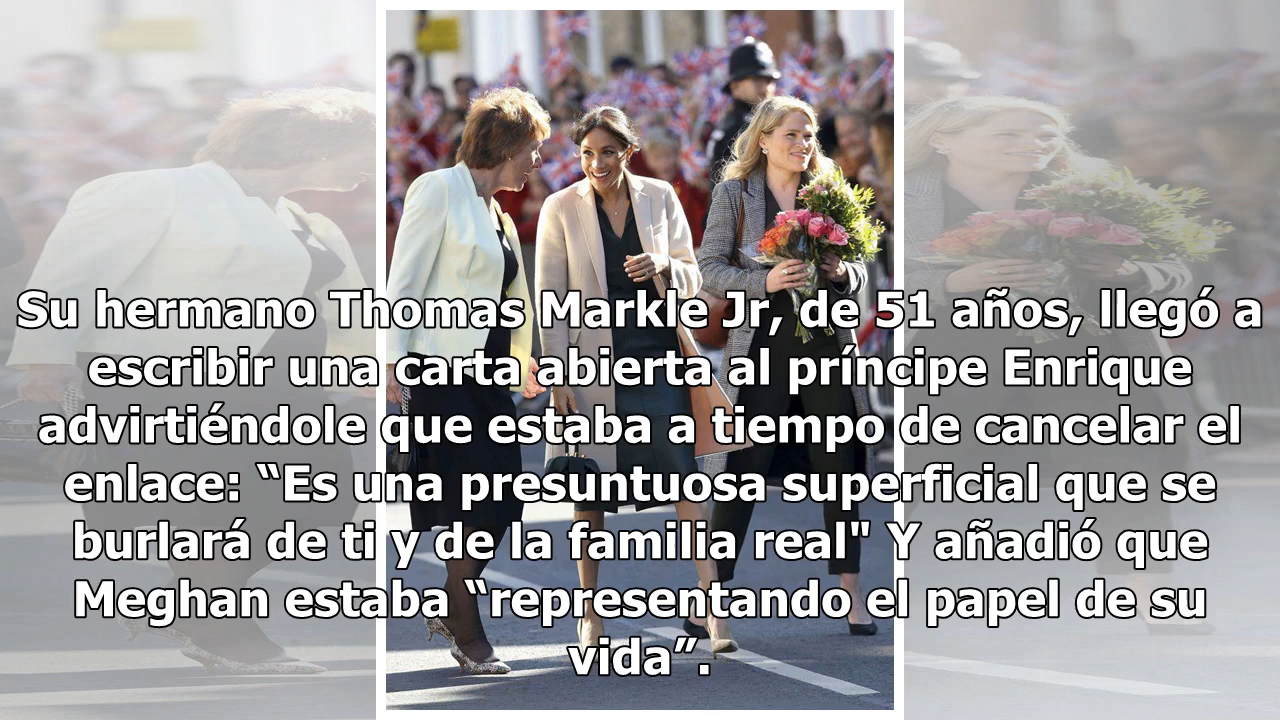 Su hermano Thomas Markle Jr, de 51 años, llegó a
escribir una carta abierta al príncipe Enrique
advirtiéndole que estaba a tiempo de cancelar el
enlace: “Es una presuntuosa superficial que se
burlará de ti y de la familia real" Y añadió que
Meghan estaba “representando el papel de su
vida”.